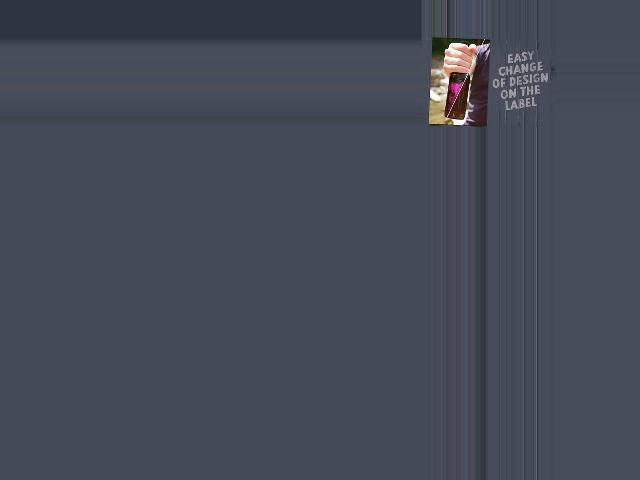 EASY
CHANGE
OF DESIGN
ON THE
LABEL